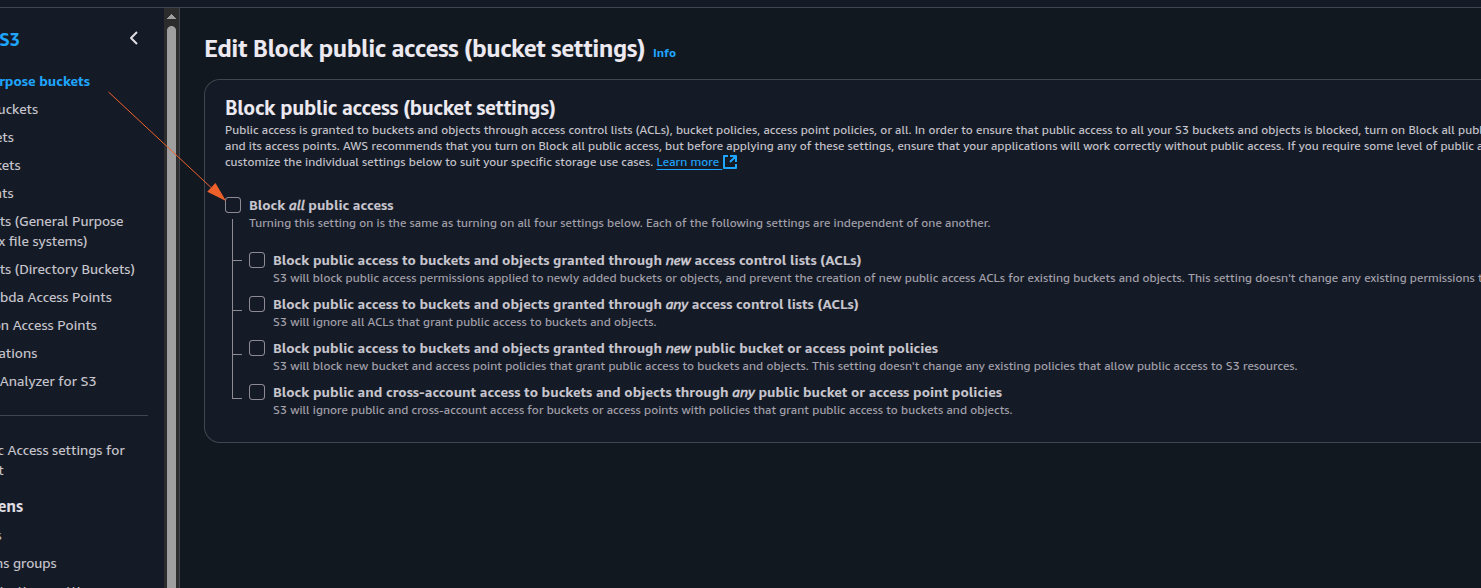 S3
rpose buckets
uckets
ets
kets
nts
ts (General Purpose
x file systems)
ts (Directory Buckets)
bda Access Points
n Access Points
ations
Analyzer for S3
c Access settings for
t
ens
s
ns groups
Edit Block public access (bucket settings) Info
Block public access (bucket settings)
Public access is granted to buckets and objects through access control lists (ACLs), bucket policies, access point policies, or all. In order to ensure that public access to all your S3 buckets and objects is blocked, turn on Block all publ
and its access points. AWS recommends that you turn on Block all public access, but before applying any of these settings, ensure that your applications will work correctly without public access. If you require some level of public a
customize the individual settings below to suit your specific storage use cases. Learn more
Block all public access
Turning this setting on is the same as turning on all four settings below. Each of the following settings are independent of one another.
Block public access to buckets and objects granted through new access control lists (ACLs)
S3 will block public access permissions applied to newly added buckets or objects, and prevent the creation of new public access ACLs for existing buckets and objects. This setting doesn't change any existing permissions t
Block public access to buckets and objects granted through any access control lists (ACLs)
S3 will ignore all ACLs that grant public access to buckets and objects.
Block public access to buckets and objects granted through new public bucket or access point policies
S3 will block new bucket and access point policies that grant public access to buckets and objects. This setting doesn't change any existing policies that allow public access to S3 resources.
Block public and cross-account access to buckets and objects through any public bucket or access point policies
S3 will ignore public and cross-account access for buckets or access points with policies that grant public access to buckets and objects.